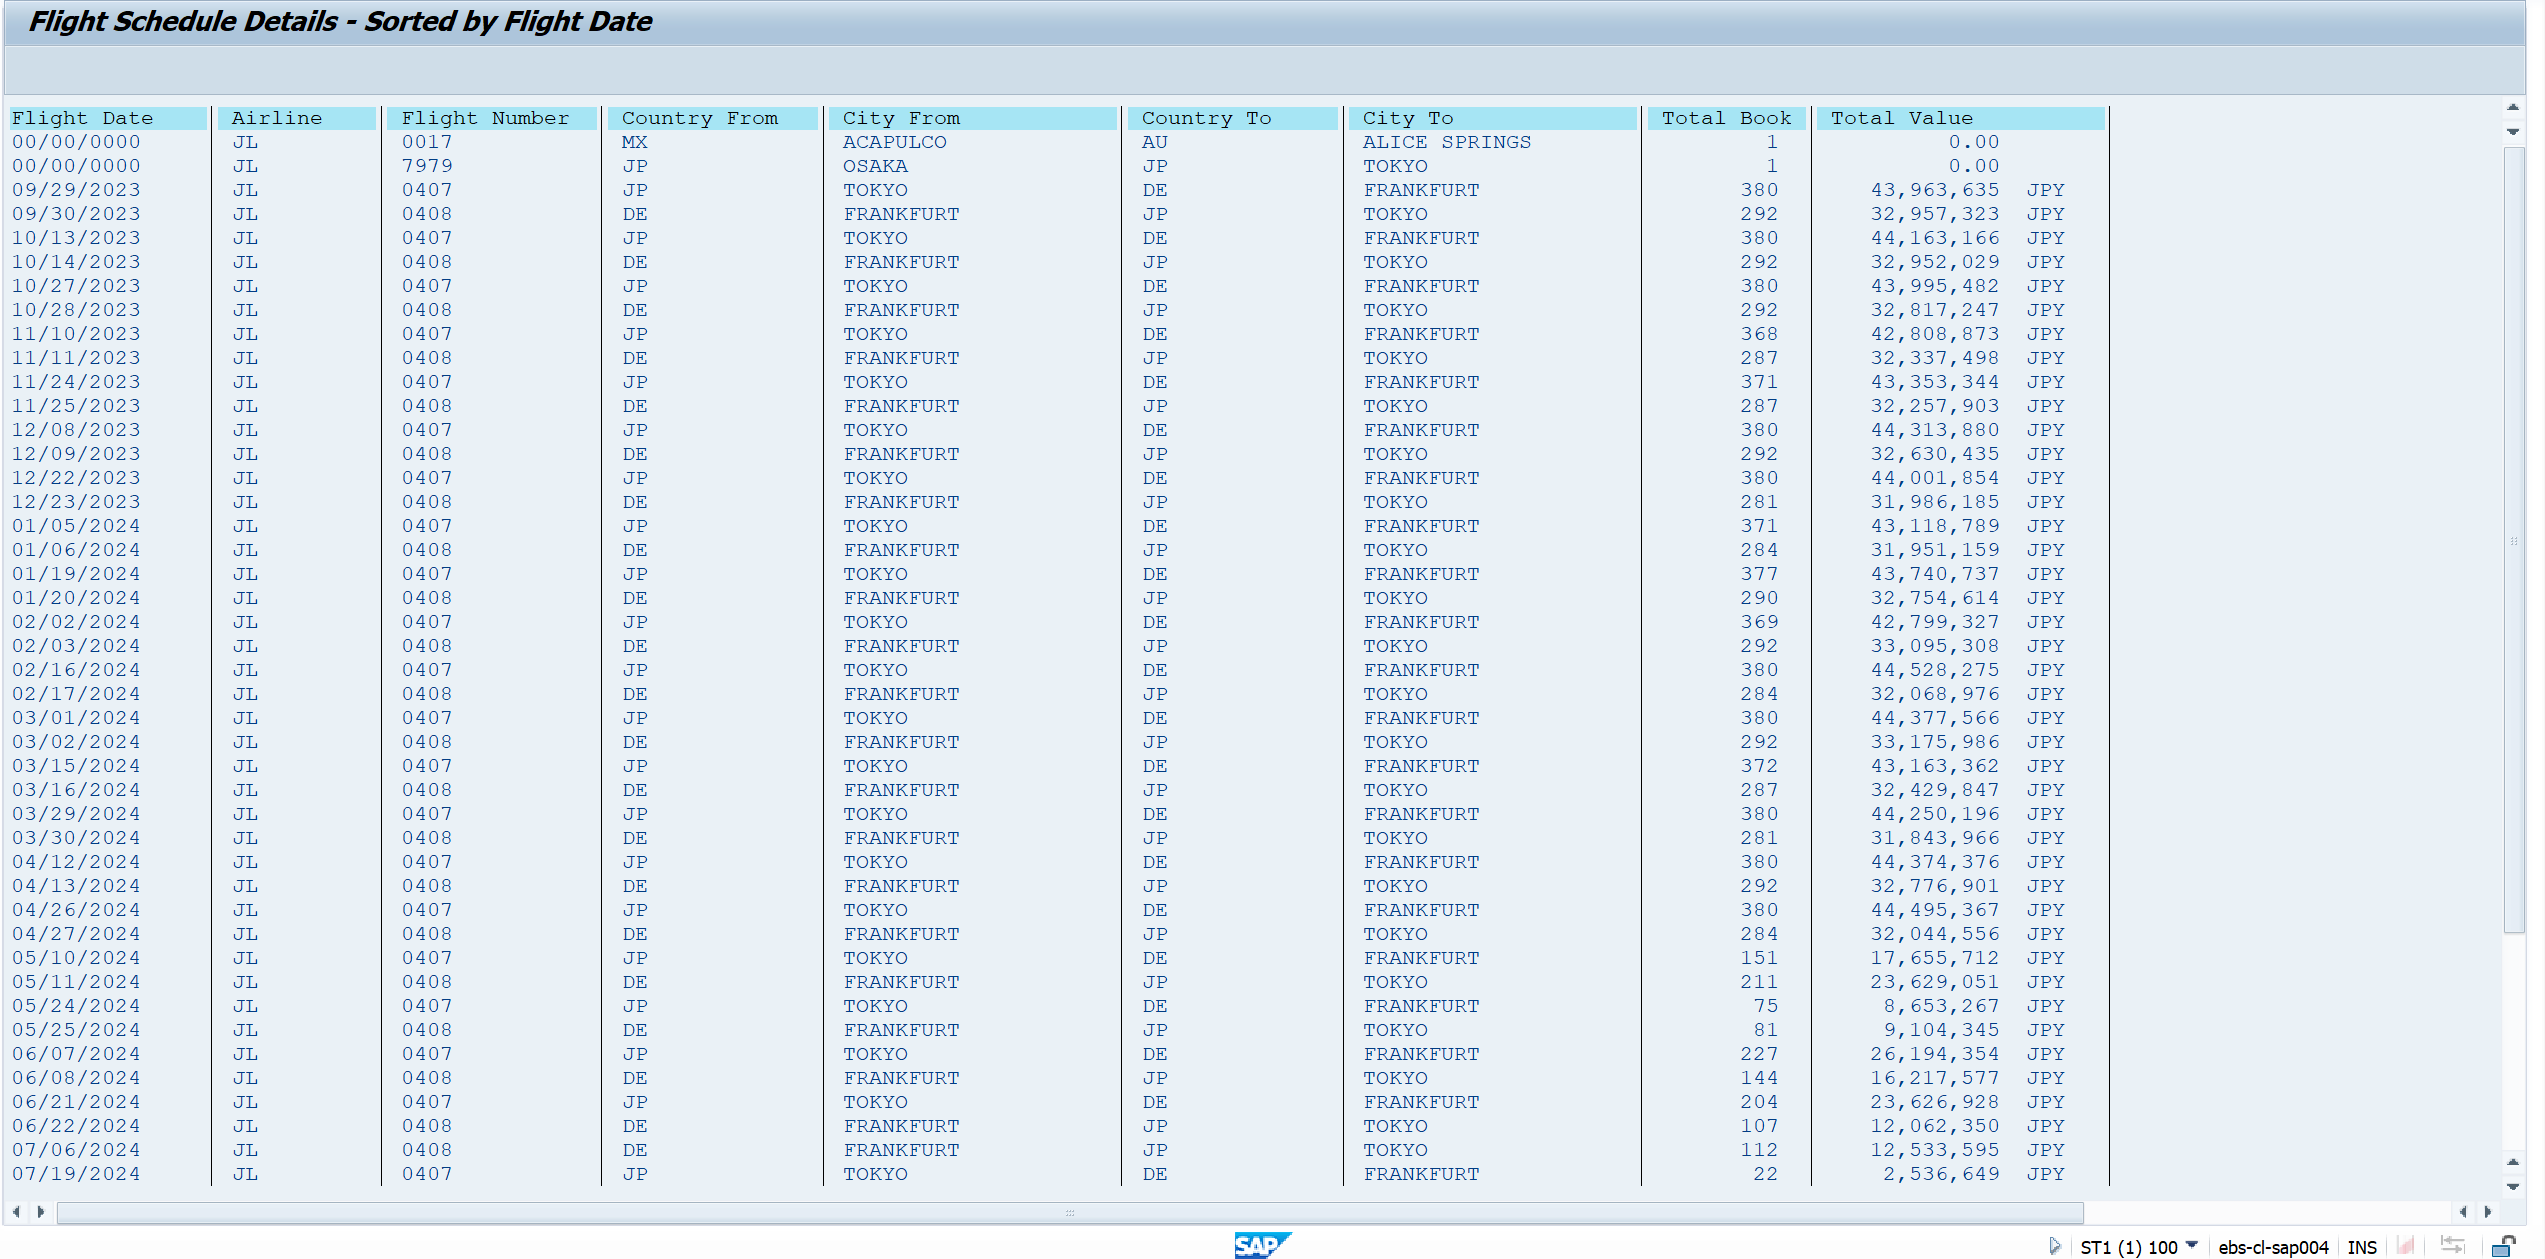 Flight Schedule Details - Sorted by Flight Date
Flight Date Airline Flight Number Country From City From Country To City To Total Book Total Value
00/00/0000 JL 0017 MX ACAPULCO AU ALICE SPRINGS 1 0.00
00/00/0000 JL 7979 JP OSAKA JP TOKYO 1 0.00
09/29/2023 JL 0407 JP TOKYO DE FRANKFURT 380 43,963,635 JPY
09/30/2023 JL 0408 DE FRANKFURT JP TOKYO 292 32,957,323 JPY
10/13/2023 JL 0407 JP TOKYO DE FRANKFURT 380 44,163,166 JPY
10/14/2023 JL 0408 DE FRANKFURT JP TOKYO 292 32,952,029 JPY
10/27/2023 JL 0407 JP TOKYO DE FRANKFURT 380 43,995,482 JPY
10/28/2023 JL 0408 DE FRANKFURT JP TOKYO 292 32,817,247 JPY
11/10/2023 JL 0407 JP TOKYO DE FRANKFURT 368 42,808,873 JPY
11/11/2023 JL 0408 DE FRANKFURT JP TOKYO 287 32,337,498 JPY
11/24/2023 JL 0407 JP TOKYO DE FRANKFURT 371 43,353,344 JPY
11/25/2023 JL 0408 DE FRANKFURT JP TOKYO 287 32,257,903 JPY
12/08/2023 JL 0407 JP TOKYO DE FRANKFURT 380 44,313,880 JPY
12/09/2023 JL 0408 DE FRANKFURT JP TOKYO 292 32,630,435 JPY
12/22/2023 JL 0407 JP TOKYO DE FRANKFURT 380 44,001,854 JPY
12/23/2023 JL 0408 DE FRANKFURT JP TOKYO 281 31,986,185 JPY
01/05/2024 JL 0407 JP TOKYO DE FRANKFURT 371 43,118,789 JPY
01/06/2024 JL 0408 DE FRANKFURT JP TOKYO 284 31,951,159 JPY
01/19/2024 JL 0407 JP TOKYO DE FRANKFURT 377 43,740,737 JPY
01/20/2024 JL 0408 DE FRANKFURT JP TOKYO 290 32,754,614 JPY
02/02/2024 JL 0407 JP TOKYO DE FRANKFURT 369 42,799,327 JPY
02/03/2024 JL 0408 DE FRANKFURT JP TOKYO 292 33,095,308 JPY
02/16/2024 JL 0407 JP TOKYO DE FRANKFURT 380 44,528,275 JPY
02/17/2024 JL 0408 DE FRANKFURT JP TOKYO 284 32,068,976 JPY
03/01/2024 JL 0407 JP TOKYO DE FRANKFURT 380 44,377,566 JPY
03/02/2024 JL 0408 DE FRANKFURT JP TOKYO 292 33,175,986 JPY
03/15/2024 JL 0407 JP TOKYO DE FRANKFURT 372 43,163,362 JPY
03/16/2024 JL 0408 DE FRANKFURT JP TOKYO 287 32,429,847 JPY
03/29/2024 JL 0407 JP TOKYO DE FRANKFURT 380 44,250,196 JPY
03/30/2024 JL 0408 DE FRANKFURT JP TOKYO 281 31,843,966 JPY
04/12/2024 JL 0407 JP TOKYO DE FRANKFURT 380 44,374,376 JPY
04/13/2024 JL 0408 DE FRANKFURT JP TOKYO 292 32,776,901 JPY
04/26/2024 JL 0407 JP TOKYO DE FRANKFURT 380 44,495,367 JPY
04/27/2024 JL 0408 DE FRANKFURT JP TOKYO 284 32,044,556 JPY
05/10/2024 JL 0407 JP TOKYO DE FRANKFURT 151 17,655,712 JPY
05/11/2024 JL 0408 DE FRANKFURT JP TOKYO 211 23,629,051 JPY
05/24/2024 JL 0407 JP TOKYO DE FRANKFURT 75 8,653,267 JPY
05/25/2024 JL 0408 DE FRANKFURT JP TOKYO 81 9,104,345 JPY
06/07/2024 JL 0407 JP TOKYO DE FRANKFURT 227 26,194,354 JPY
06/08/2024 JL 0408 DE FRANKFURT JP TOKYO 144 16,217,577 JPY
06/21/2024 JL 0407 JP TOKYO DE FRANKFURT 204 23,626,928 JPY
06/22/2024 JL 0408 DE FRANKFURT JP TOKYO 107 12,062,350 JPY
07/06/2024 JL 0408 DE FRANKFURT JP TOKYO 112 12,533,595 JPY
07/19/2024 JL 0407 JP TOKYO DE FRANKFURT 22 2,536,649 JPY
SAP ST1 (1) 100 ebs-cl-sap004 INS